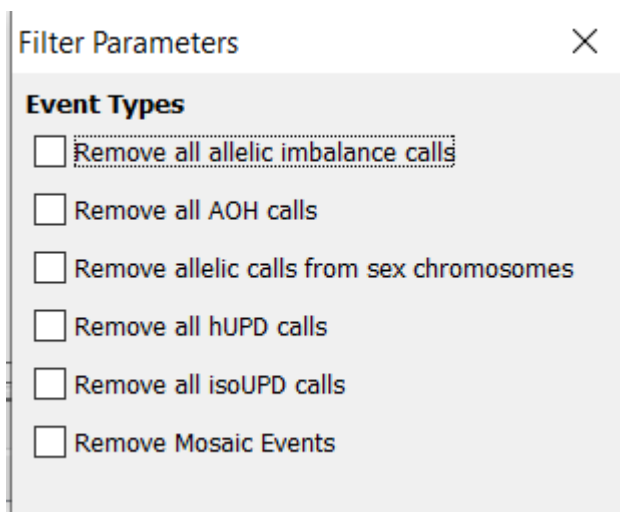 Filter Parameters
Event Types
Remove all allelic imbalance calls
Remove all AOH calls
Remove allelic calls from sex chromosomes
Remove all hUPD calls
Remove all isoUPD calls
Remove Mosaic Events